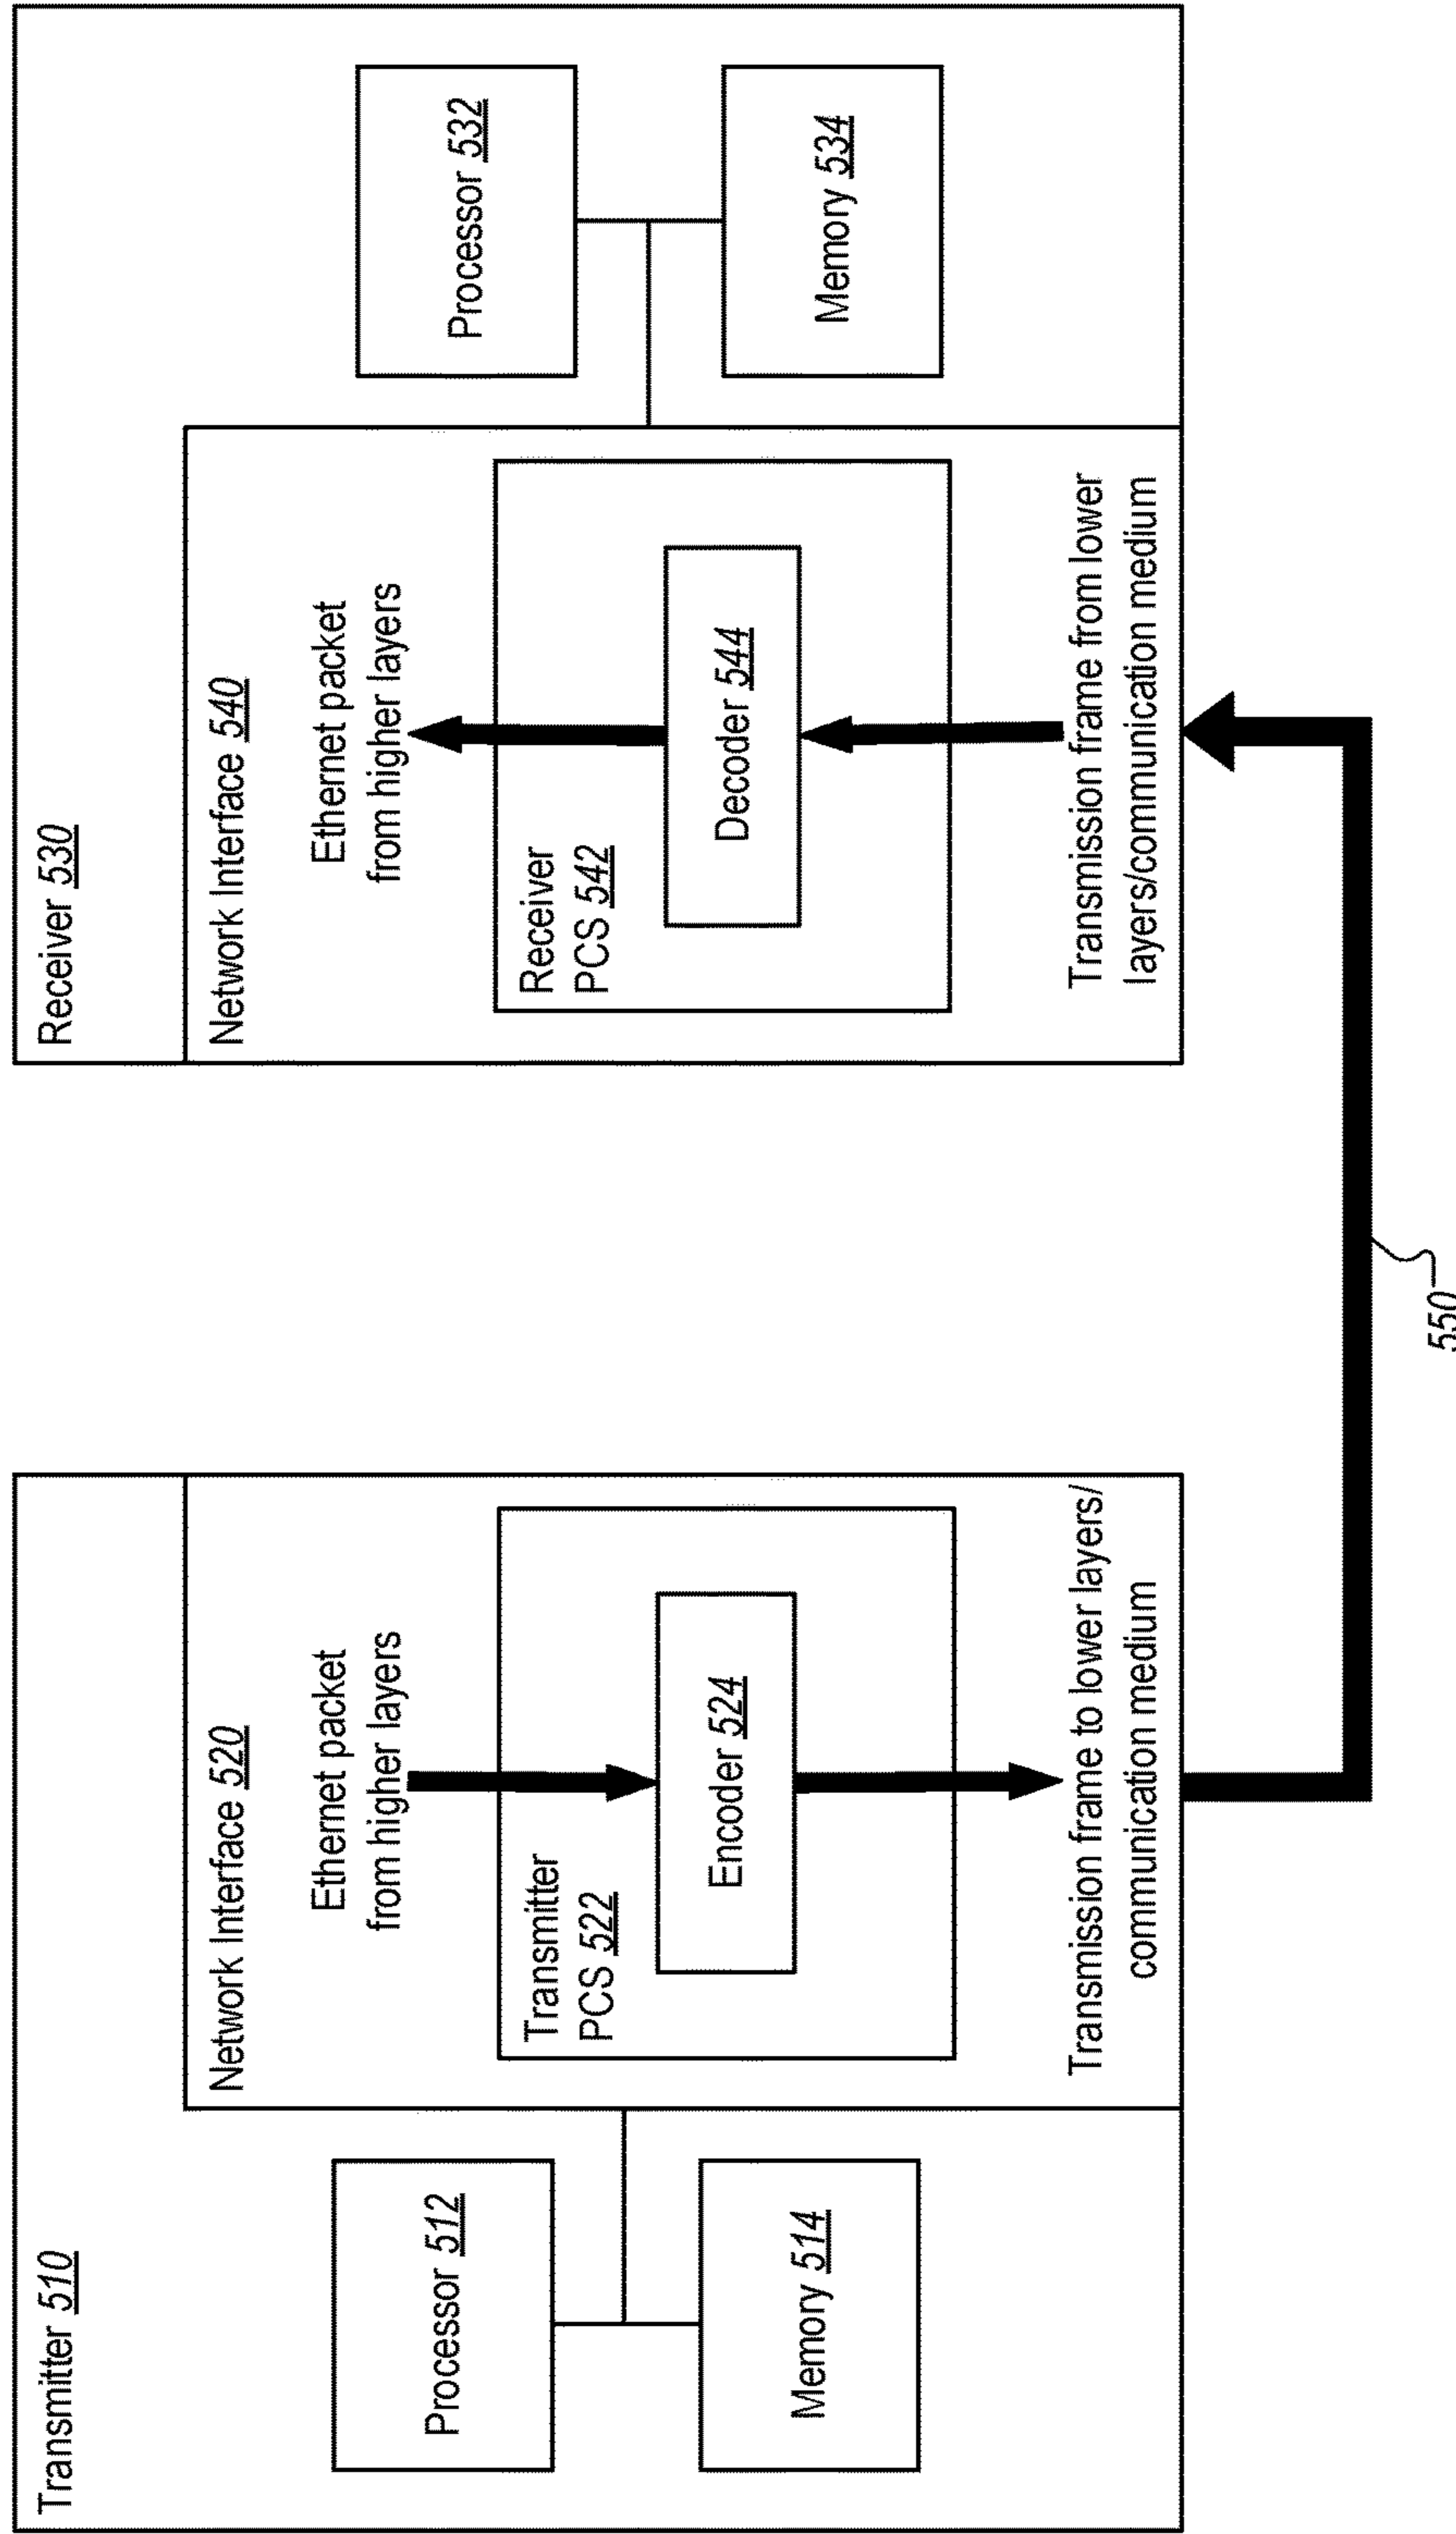 Transmitter 510
Processor 512
Memory 514
Network Interface 520
Ethernet packet
from higher layers
Transmitter
PCS 522
Encoder 524
Transmission frame to lower layers/
communication medium
Receiver 530
Network Interface 540
Ethernet packet
from higher layers
Receiver
PCS 542
Decoder 544
Transmission frame from lower
layers/communication medium
Processor 532
Memory 534
550